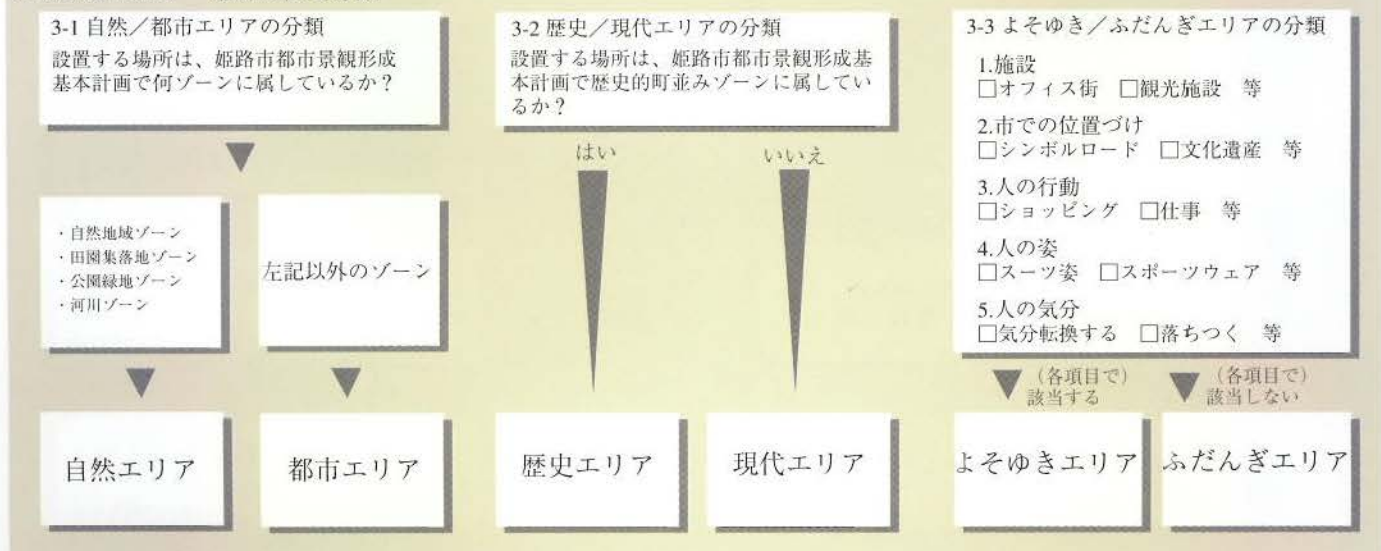 3-1 自然／都市エリアの分類
設置する場所は、姫路市都市景観形成
基本計画で何ゾーンに属しているか？
・自然地域ゾーン
・田園集落地ゾーン
・公園緑地ゾーン
・河川ゾーン
左記以外のゾーン
自然エリア
都市エリア
3-2 歴史／現代エリアの分類
設置する場所は、姫路市都市景観形成基
本計画で歴史的町並みゾーンに属してい
るか？
はい
いいえ
歴史エリア
現代エリア
3-3 よそゆき／ふだんぎエリアの分類
1.施設
□オフィス街 □観光施設 等
2.市での位置づけ
□シンボルロード □文化遺産 等
3.人の行動
□ショッピング □仕事 等
4.人の姿
□スーツ姿 □スポーツウェア 等
5.人の気分
□気分転換する □落ちつく 等
（各項目で）
該当する
（各項目で）
該当しない
よそゆきエリア
ふだんぎエリア